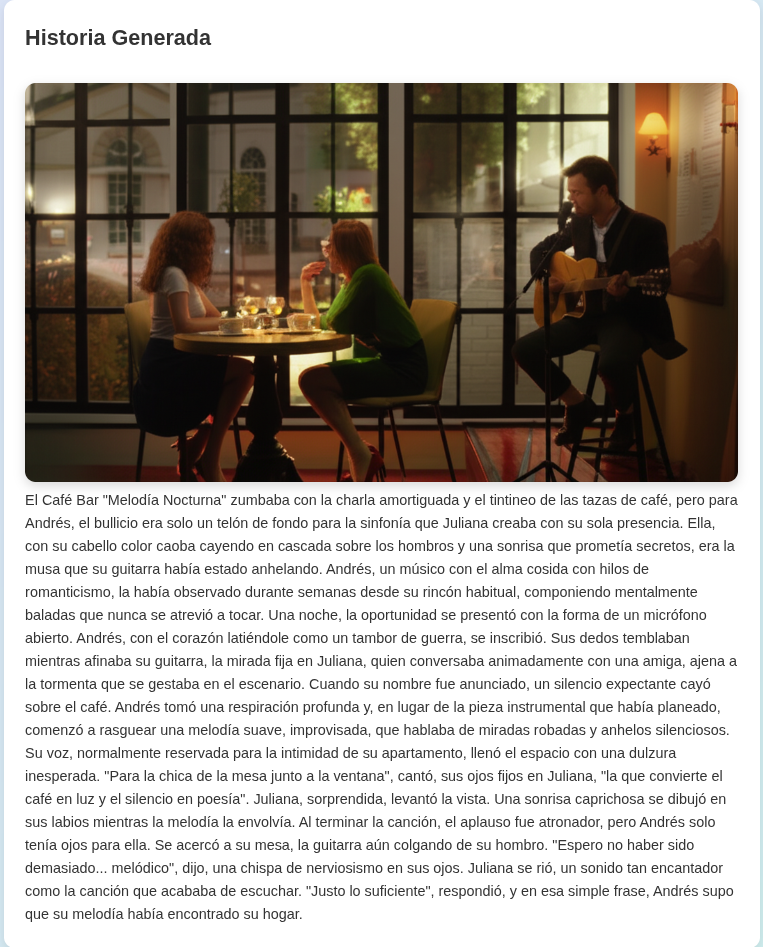 Historia Generada
El Café Bar "Melodía Nocturna" zumbaba con la charla amortiguada y el tintineo de las tazas de café, pero para
Andrés, el bullicio era solo un telón de fondo para la sinfonía que Juliana creaba con su sola presencia. Ella,
con su cabello color caoba cayendo en cascada sobre los hombros y una sonrisa que prometía secretos, era la
musa que su guitarra había estado anhelando. Andrés, un músico con el alma cosida con hilos de
romanticismo, la había observado durante semanas desde su rincón habitual, componiendo mentalmente
baladas que nunca se atrevió a tocar. Una noche, la oportunidad se presentó con la forma de un micrófono
abierto. Andrés, con el corazón latiéndole como un tambor de guerra, se inscribió. Sus dedos temblaban
mientras afinaba su guitarra, la mirada fija en Juliana, quien conversaba animadamente con una amiga, ajena a
la tormenta que se gestaba en el escenario. Cuando su nombre fue anunciado, un silencio expectante cayó
sobre el café. Andrés tomó una respiración profunda y, en lugar de la pieza instrumental que había planeado,
comenzó a rasguear una melodía suave, improvisada, que hablaba de miradas robadas y anhelos silenciosos.
Su voz, normalmente reservada para la intimidad de su apartamento, llenó el espacio con una dulzura
inesperada. "Para la chica de la mesa junto a la ventana", cantó, sus ojos fijos en Juliana, "la que convierte el
café en luz y el silencio en poesía". Juliana, sorprendida, levantó la vista. Una sonrisa caprichosa se dibujó en
sus labios mientras la melodía la envolvía. Al terminar la canción, el aplauso fue atronador, pero Andrés solo
tenía ojos para ella. Se acercó a su mesa, la guitarra aún colgando de su hombro. "Espero no haber sido
demasiado... melódico", dijo, una chispa de nerviosismo en sus ojos. Juliana se rió, un sonido tan encantador
como la canción que acababa de escuchar. "Justo lo suficiente", respondió, y en esa simple frase, Andrés supo
que su melodía había encontrado su hogar.